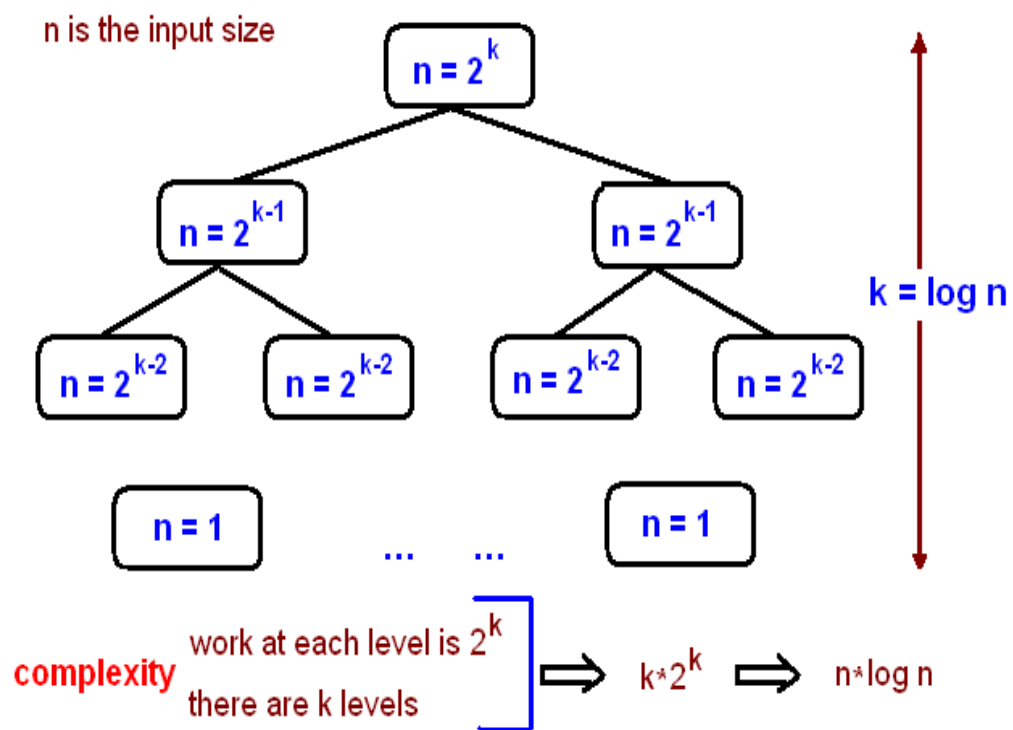 n is the input size
n = 2^k
n = 2^k-1
n = 2^k-1
k = log n
n = 2^k-2
n = 2^k-2
n = 2^k-2
n = 2^k-2
n = 1
... ...
n = 1
complexity
work at each level is 2^k
there are k levels
k*2^k
n*log n